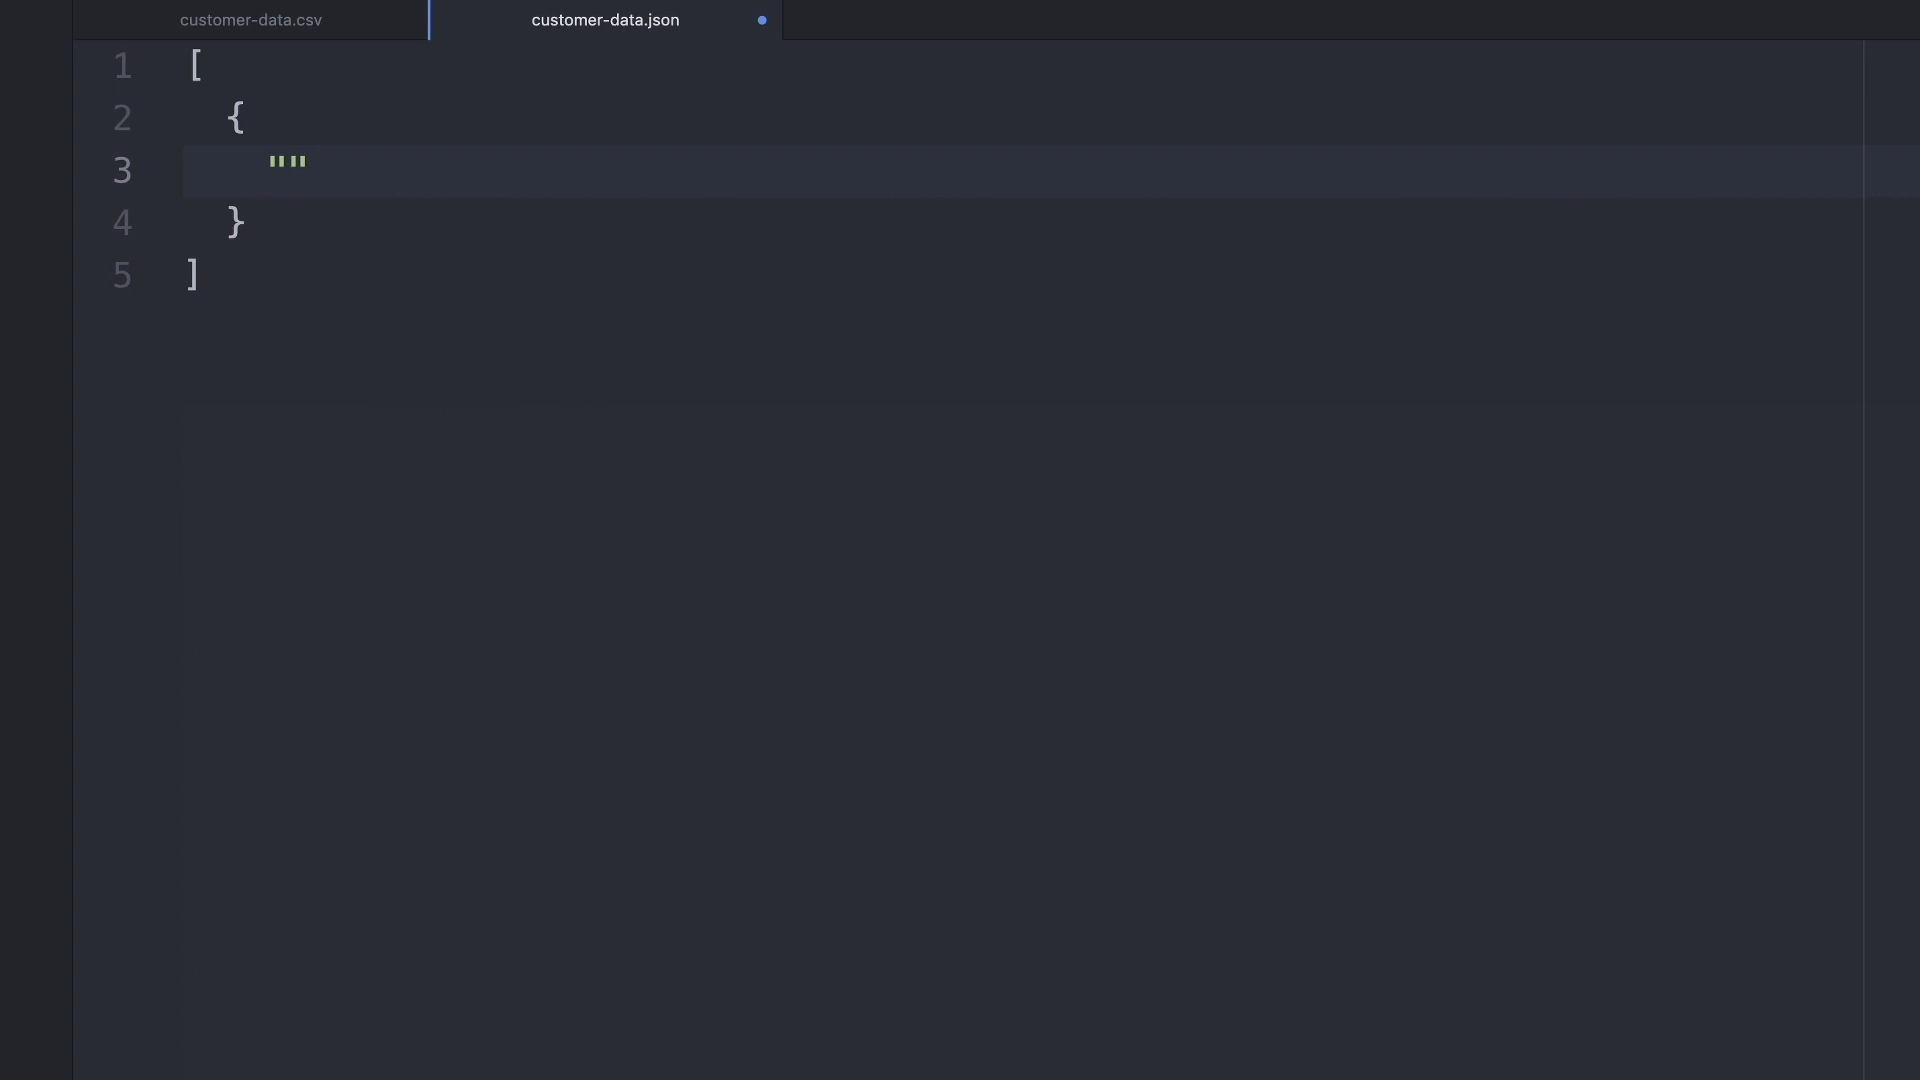 customer-data.csv
customer-data.json
1 [
2   {
3     ""
4   }
5 ]